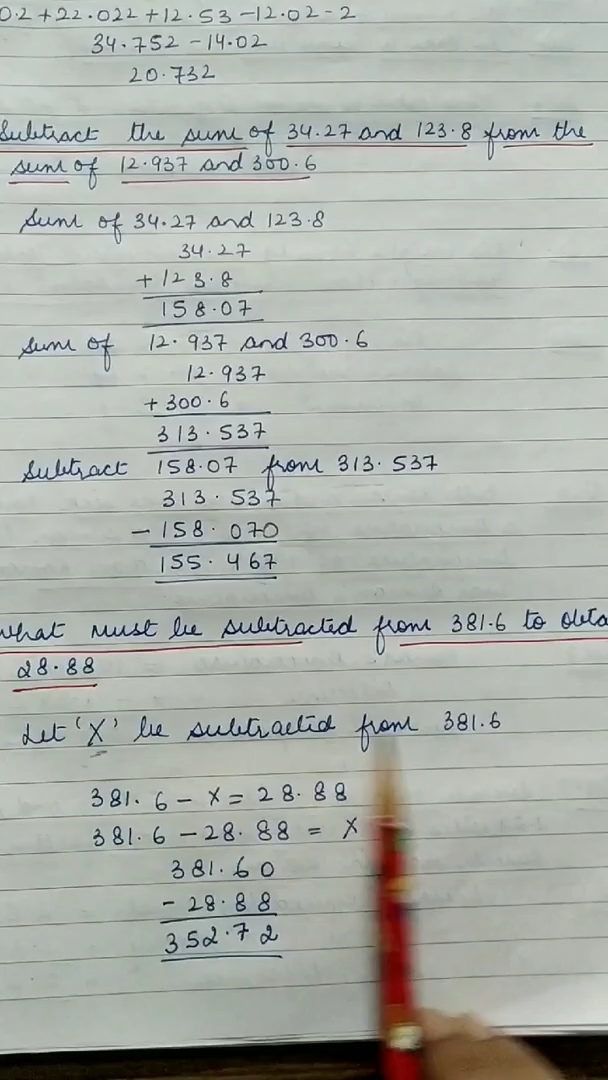 0.2+22.022+12.53-12.02-2
34.752-14.02
20.732
Subtract the sum of 34.27 and 123.8 from the
sum of 12.937 and 300.6
Sum of 34.27 and 123.8
34.27
+123.8
158.07
Sum of 12.937 and 300.6
12.937
+300.6
313.537
Subtract 158.07 from 313.537
313.537
-158.070
155.467
what must be subtracted from 381.6 to obta
28.88
Let 'X' be subtracted from 381.6
381.6-x=28.88
381.6-28.88=x
381.60
-28.88
352.72